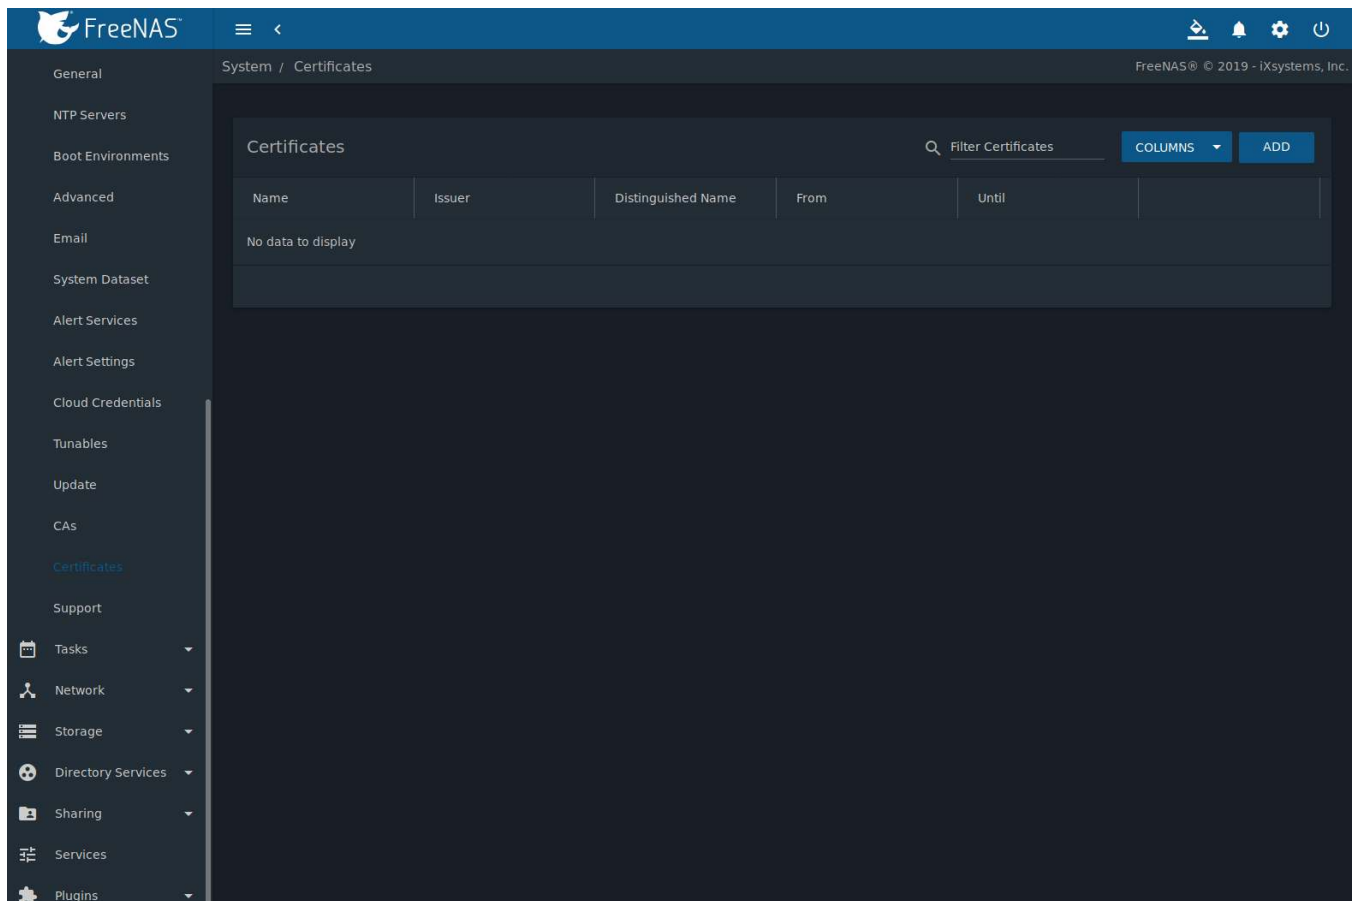 FreeNAS™
System / Certificates
FreeNAS® © 2019 - iXsystems, Inc.
General
NTP Servers
Boot Environments
Advanced
Email
System Dataset
Alert Services
Alert Settings
Cloud Credentials
Tunables
Update
CAs
Certificates
Support
Tasks
Network
Storage
Directory Services
Sharing
Services
Plugins
Certificates
Filter Certificates
COLUMNS
ADD
Name Issuer Distinguished Name From Until
No data to display